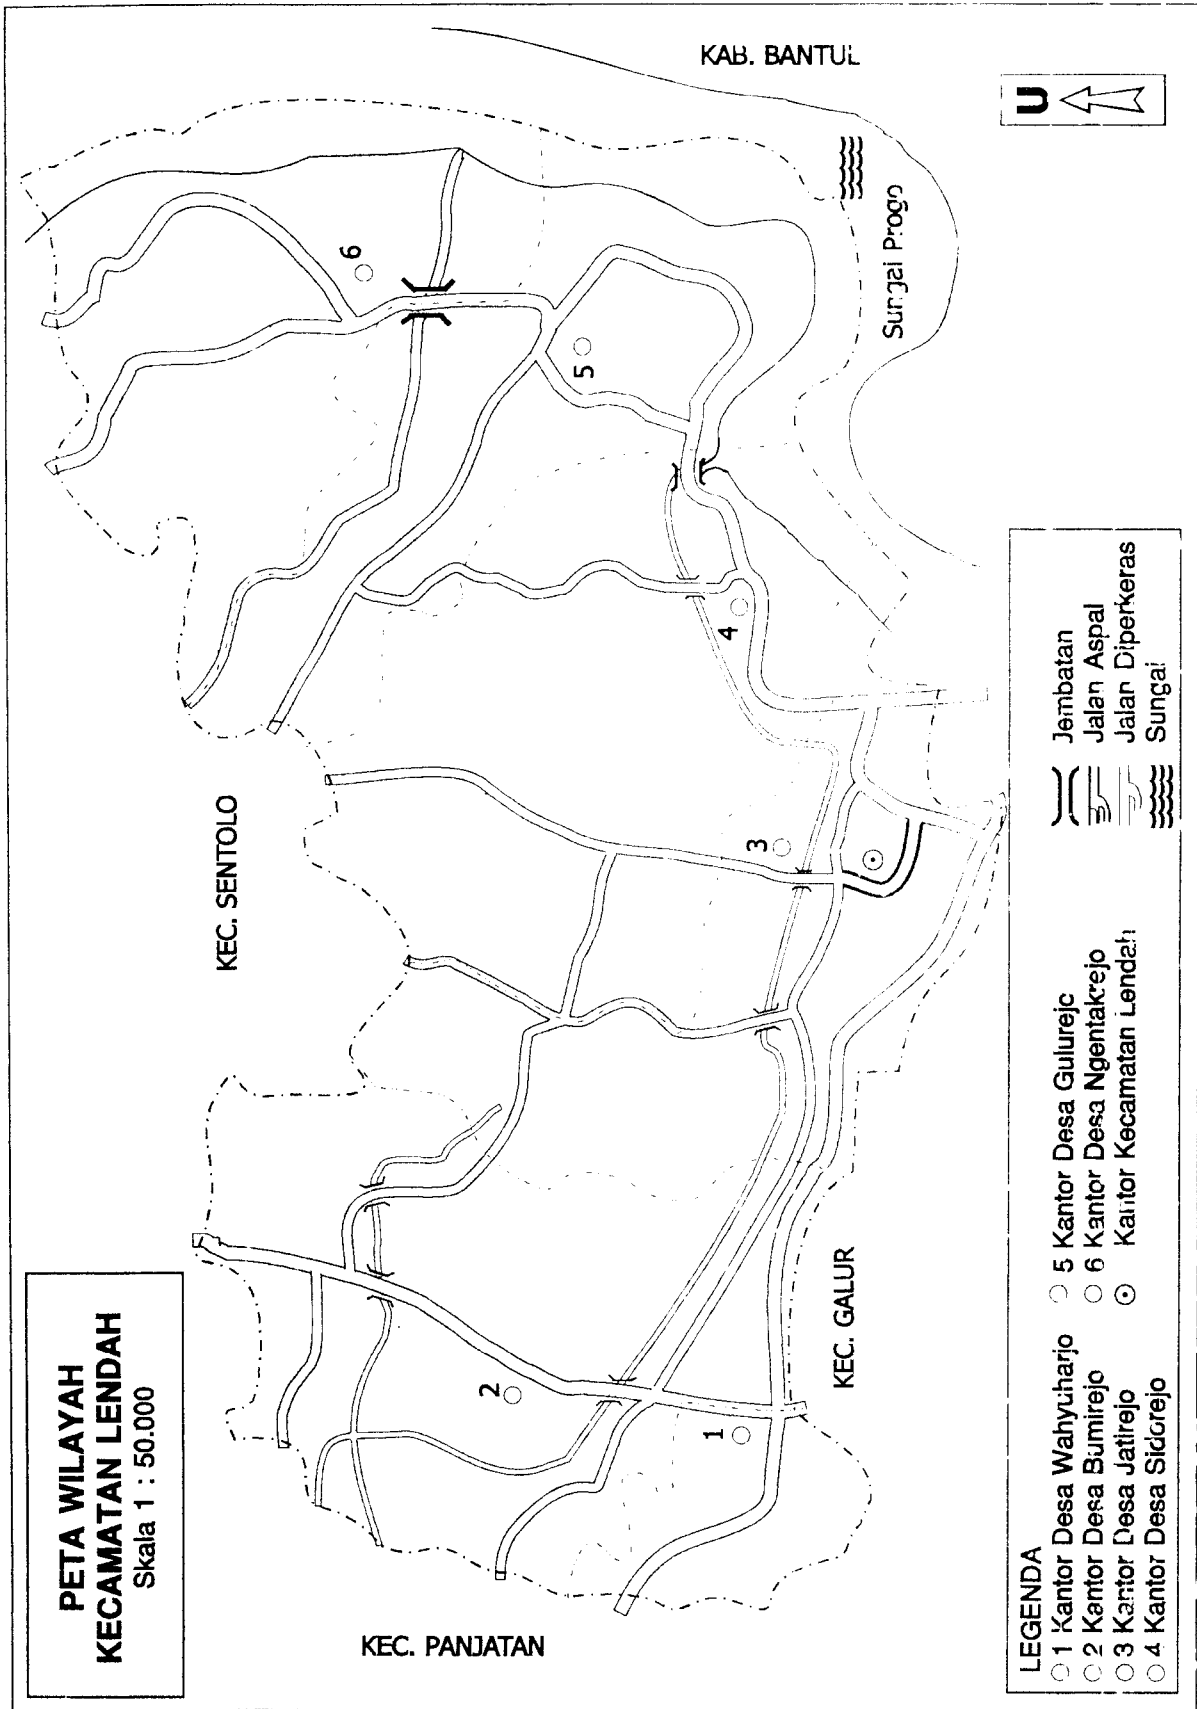 PETA WILAYAH
KECAMATAN LENDAH
Skala 1 : 50.000
KAB. BANTUL
U
KEC. SENTOLO
Sungai Progo
KEC. GALUR
KEC. PANJATAN
6
5
4
3
2
1
LEGENDA
1 Kantor Desa Wahyuharjo
2 Kantor Desa Bumirejo
3 Kantor Desa Jatirejo
4 Kantor Desa Sidorejo
5 Kantor Desa Gulurejo
6 Kantor Desa Ngentakrejo
Kantor Kecamatan Lendah
Jembatan
Jalan Aspal
Jalan Diperkeras
Sungai